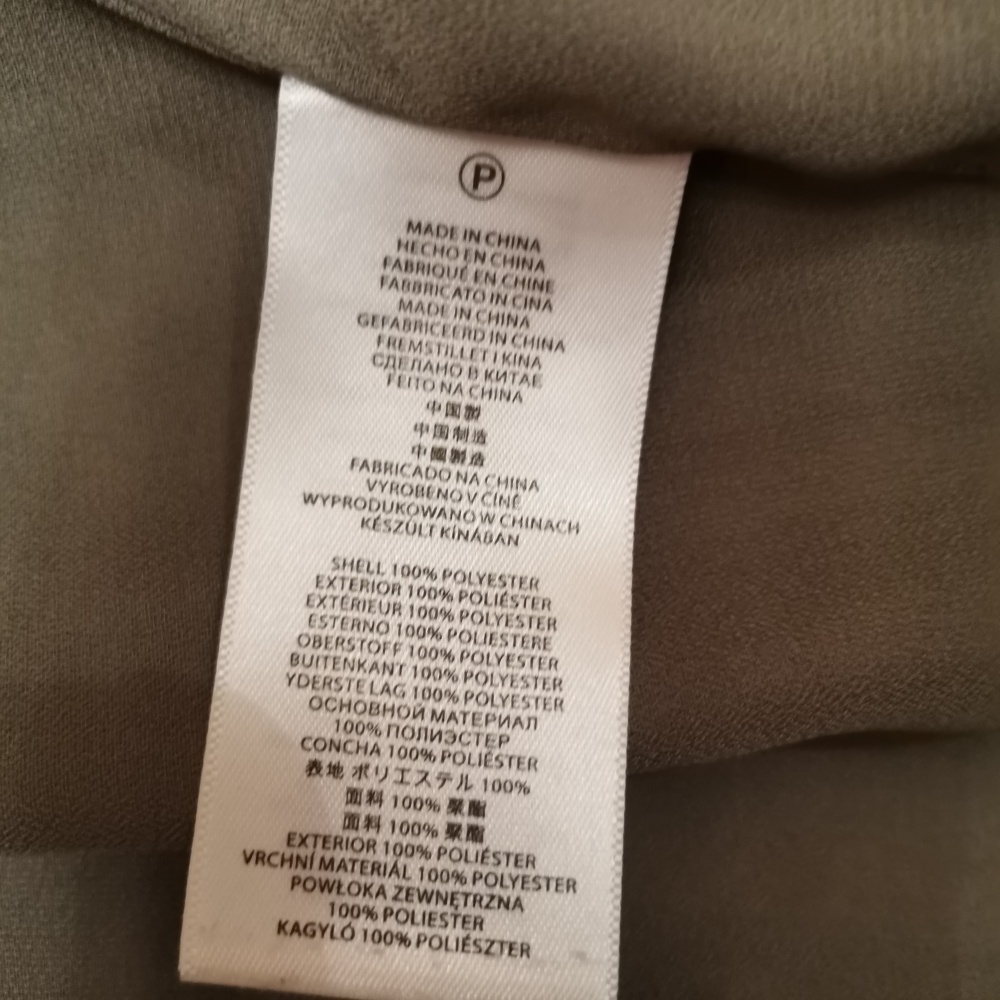 P
MADE IN CHINA
HECHO EN CHINA
FABRIQUÉ EN CHINE
FABBRICATO IN CINA
MADE IN CHINA
GEFABRICEERD IN CHINA
FREMSTILLET I KINA
СДЕЛАНО В КИТАЕ
FEITO NA CHINA
中国製
中国制造
中國製造
FABRICADO NA CHINA
VYROBENO V ČÍNĚ
WYPRODUKOWANO W CHINACH
KÉSZÜLT KÍNÁBAN
SHELL 100% POLYESTER
EXTERIOR 100% POLIÉSTER
EXTÉRIEUR 100% POLYESTER
ESTERNO 100% POLIESTERE
OBERSTOFF 100% POLYESTER
BUITENKANT 100% POLYESTER
YDERSTE LAG 100% POLYESTER
ОСНОВНОЙ МАТЕРИАЛ
100% ПОЛИЭСТЕР
CONCHA 100% POLIÉSTER
表地 ポリエステル 100%
面料 100% 聚酯
面料 100% 聚酯
EXTERIOR 100% POLIÉSTER
VRCHNÍ MATERIÁL 100% POLYESTER
POWŁOKA ZEWNĘTRZNA
100% POLIESTER
KAGYLÓ 100% POLIÉSZTER